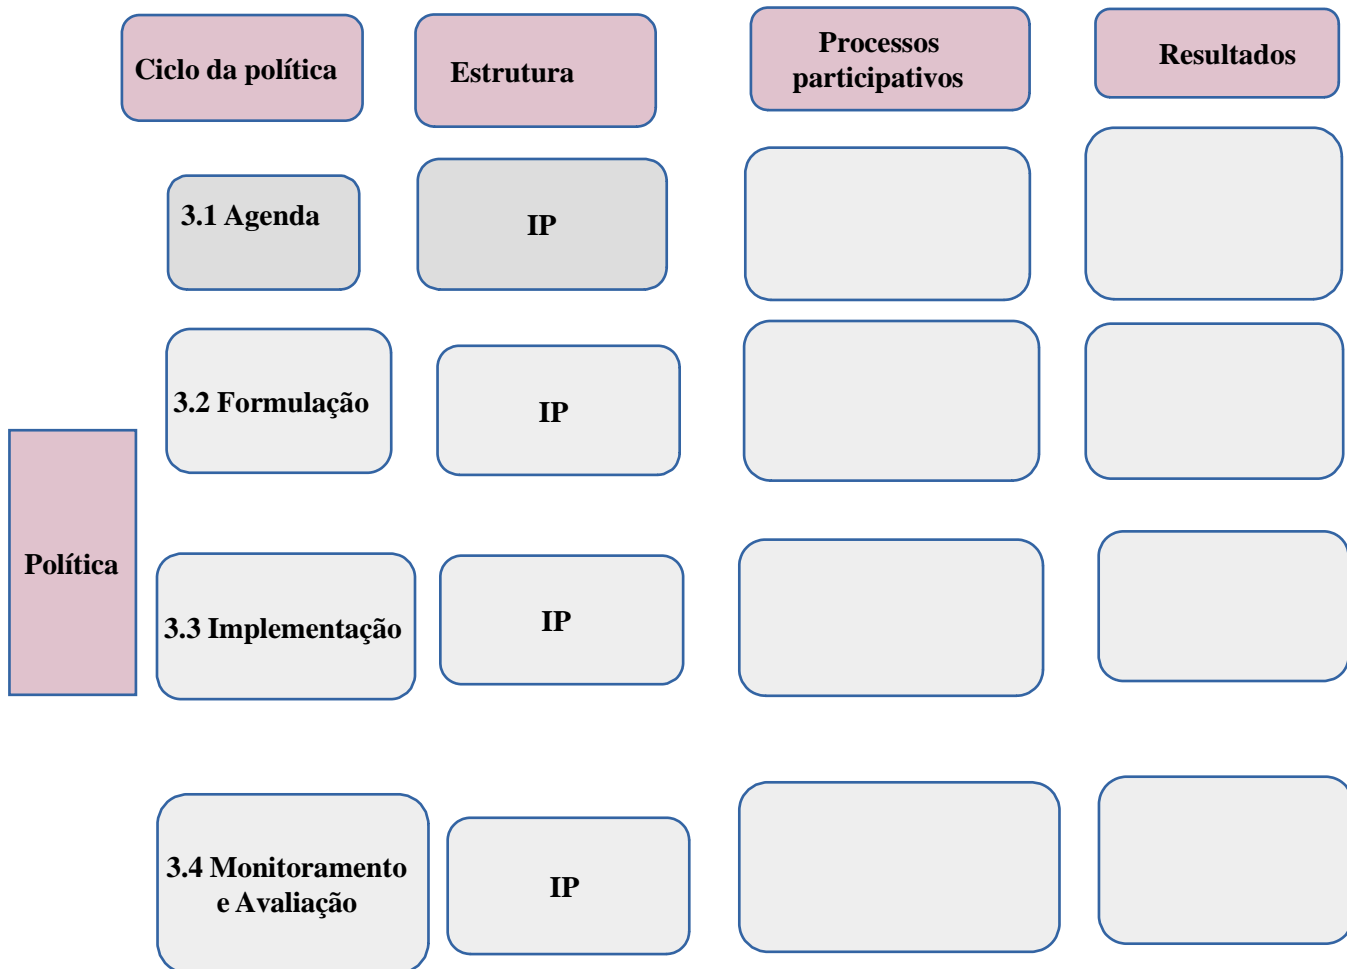 Ciclo da política
Estrutura
Processos
participativos
Resultados
3.1 Agenda
IP
3.2 Formulação
IP
Política
3.3 Implementação
IP
3.4 Monitoramento
e Avaliação
IP